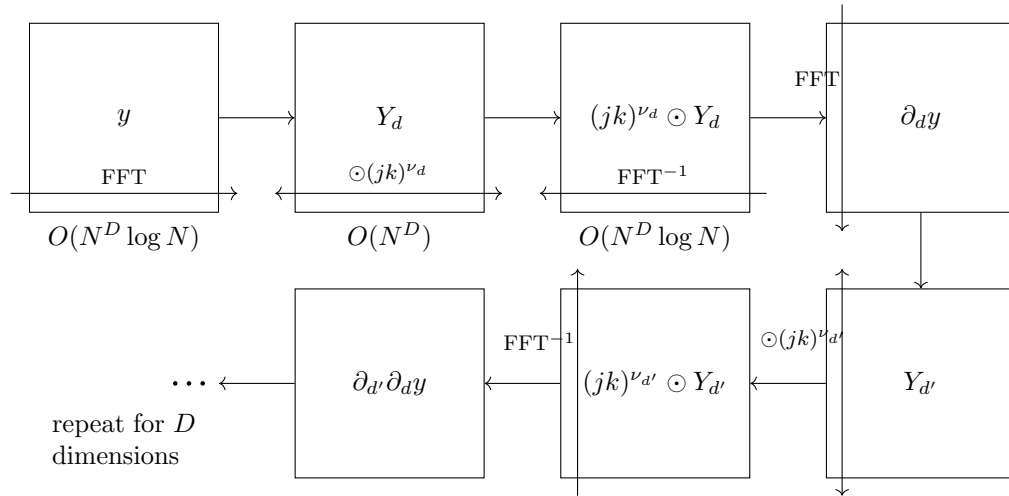 y
FFT
O(N^D log N)
Y_d
⊙(jk)^{ν_d}
O(N^D)
(jk)^{ν_d} ⊙ Y_d
FFT^{−1}
O(N^D log N)
FFT
∂_d y
Y_{d′}
⊙(jk)^{ν_{d′}}
(jk)^{ν_{d′}} ⊙ Y_{d′}
FFT^{−1}
∂_{d′}∂_d y
···
repeat for D
dimensions